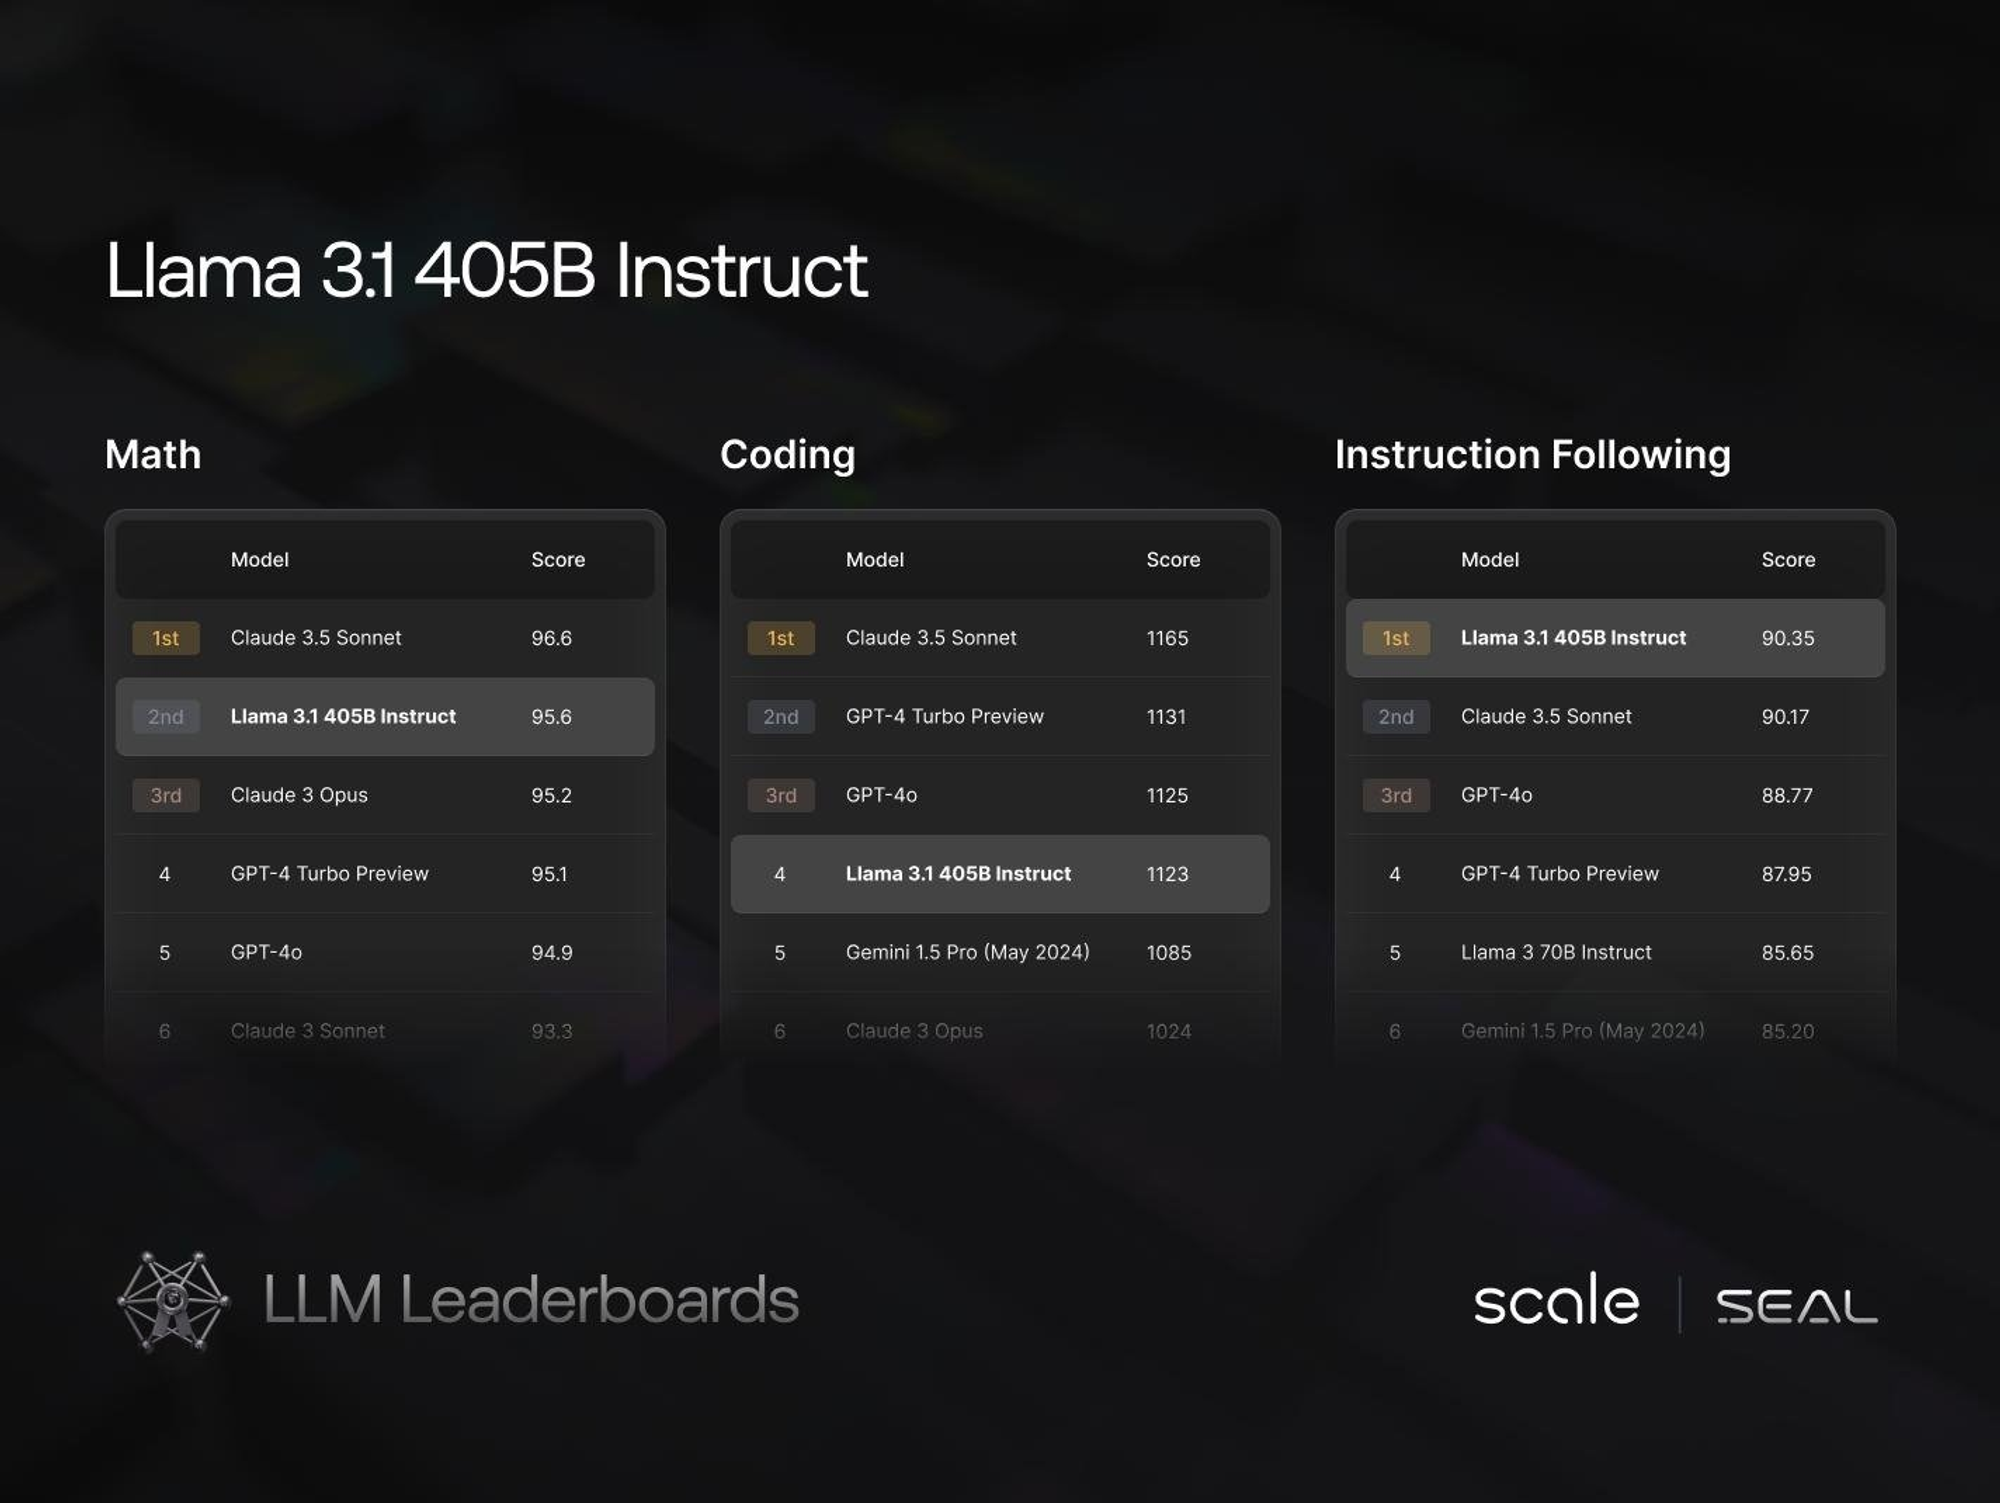 Llama 3.1 405B Instruct
Math
Model Score
1st Claude 3.5 Sonnet 96.6
2nd Llama 3.1 405B Instruct 95.6
3rd Claude 3 Opus 95.2
4 GPT-4 Turbo Preview 95.1
5 GPT-4o 94.9
6 Claude 3 Sonnet 93.3
Coding
Model Score
1st Claude 3.5 Sonnet 1165
2nd GPT-4 Turbo Preview 1131
3rd GPT-4o 1125
4 Llama 3.1 405B Instruct 1123
5 Gemini 1.5 Pro (May 2024) 1085
6 Claude 3 Opus 1024
Instruction Following
Model Score
1st Llama 3.1 405B Instruct 90.35
2nd Claude 3.5 Sonnet 90.17
3rd GPT-4o 88.77
4 GPT-4 Turbo Preview 87.95
5 Llama 3 70B Instruct 85.65
6 Gemini 1.5 Pro (May 2024) 85.20
LLM Leaderboards
scale | SEAL